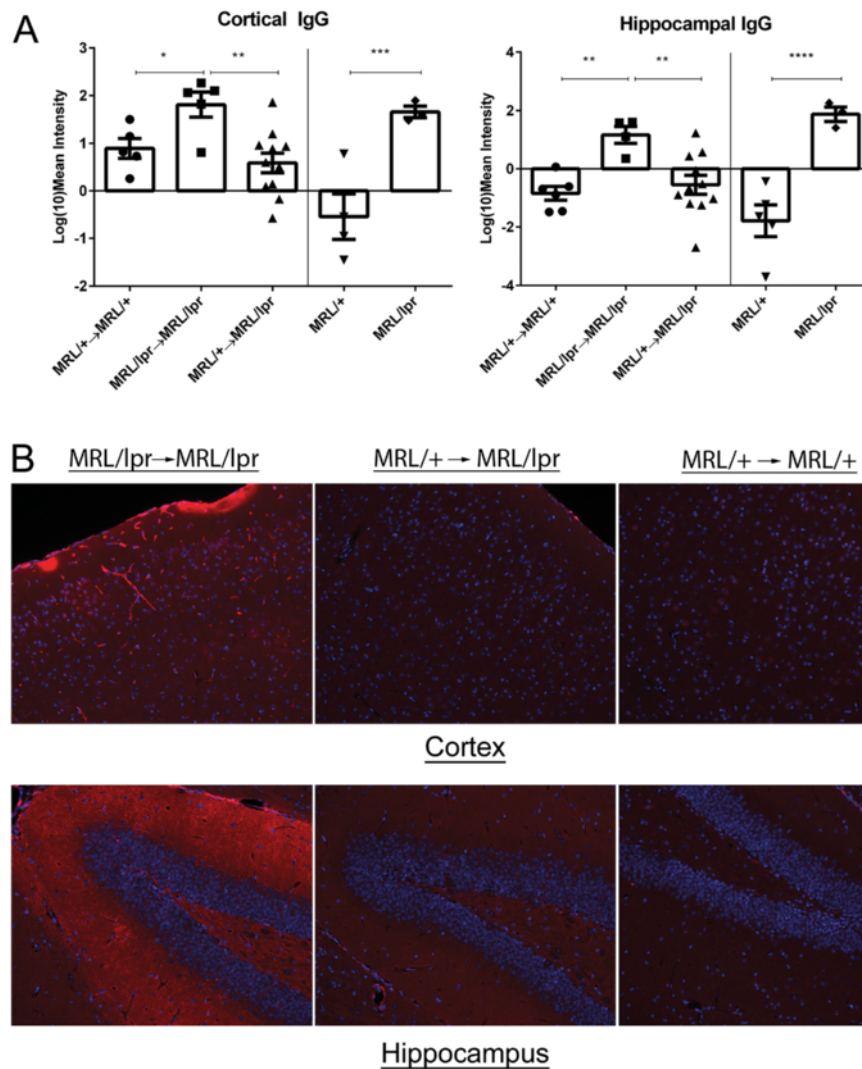 A
Cortical IgG
Log(10)Mean Intensity
3
2
1
0
-1
-2
*
**
***
MRL/+→MRL/+
MRL/lpr→MRL/lpr
MRL/+→MRL/lpr
MRL/+
MRL/lpr
Hippocampal IgG
Log(10)Mean Intensity
4
2
0
-2
-4
**
**
****
MRL/+→MRL/+
MRL/lpr→MRL/lpr
MRL/+→MRL/lpr
MRL/+
MRL/lpr
B
MRL/lpr→MRL/lpr
MRL/+ → MRL/lpr
MRL/+ → MRL/+
Cortex
Hippocampus